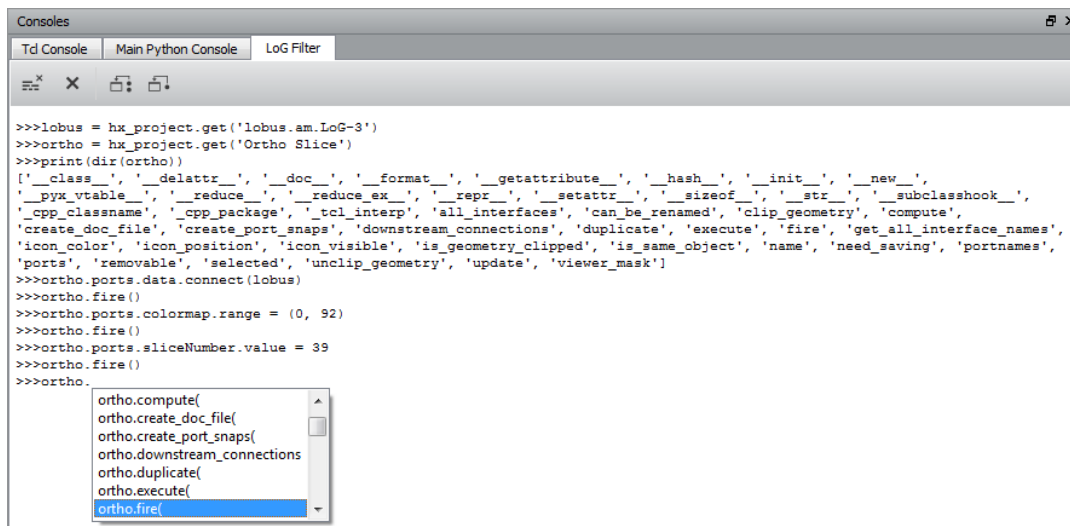 Consoles
Tcl Console Main Python Console LoG Filter
>>>lobus = hx_project.get('lobus.am.LoG-3')
>>>ortho = hx_project.get('Ortho Slice')
>>>print(dir(ortho))
['__class__', '__delattr__', '__doc__', '__format__', '__getattribute__', '__hash__', '__init__', '__new__',
'__pyx_vtable__', '__reduce__', '__reduce_ex__', '__repr__', '__setattr__', '__sizeof__', '__str__', '__subclasshook__',
'_cpp_classname', '_cpp_package', '_tcl_interp', 'all_interfaces', 'can_be_renamed', 'clip_geometry', 'compute',
'create_doc_file', 'create_port_snaps', 'downstream_connections', 'duplicate', 'execute', 'fire', 'get_all_interface_names',
'icon_color', 'icon_position', 'icon_visible', 'is_geometry_clipped', 'is_same_object', 'name', 'need_saving', 'portnames',
'ports', 'removable', 'selected', 'unclip_geometry', 'update', 'viewer_mask']
>>>ortho.ports.data.connect(lobus)
>>>ortho.fire()
>>>ortho.ports.colormap.range = (0, 92)
>>>ortho.fire()
>>>ortho.ports.sliceNumber.value = 39
>>>ortho.fire()
>>>ortho.
ortho.compute(
ortho.create_doc_file(
ortho.create_port_snaps(
ortho.downstream_connections
ortho.duplicate(
ortho.execute(
ortho.fire(